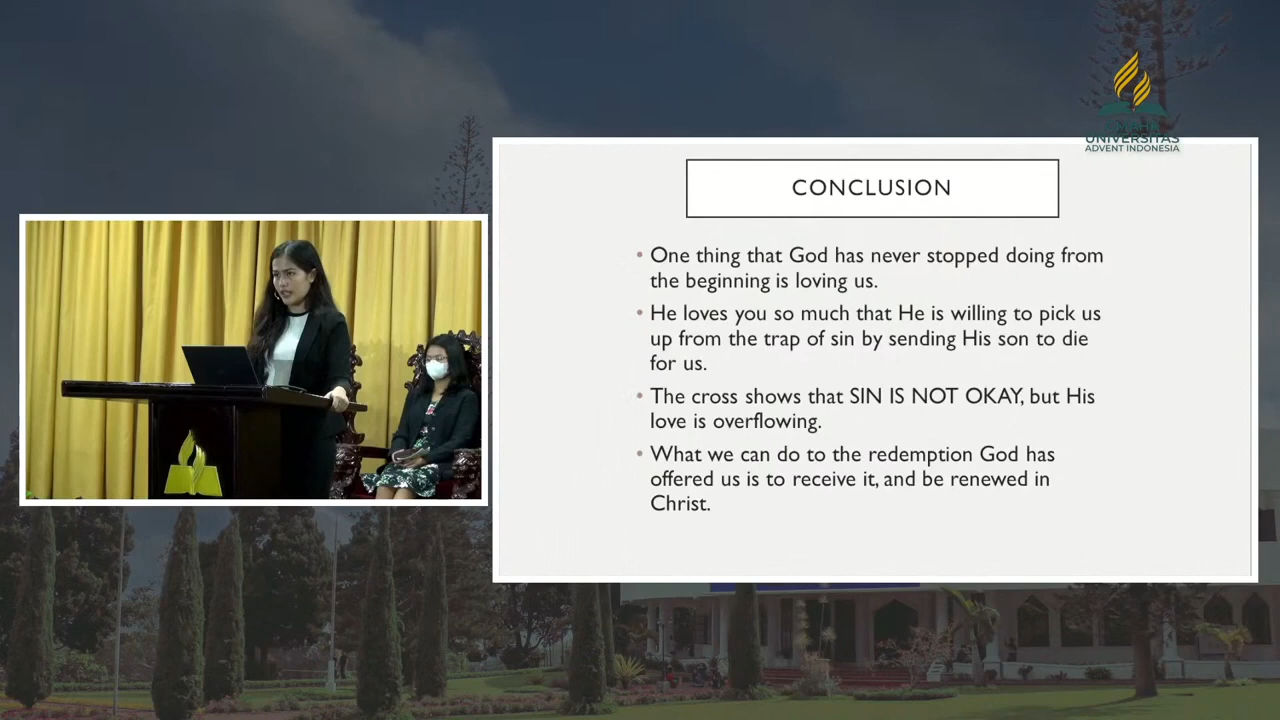 UNIVERSITAS
ADVENT INDONESIA
CONCLUSION
• One thing that God has never stopped doing from
the beginning is loving us.
• He loves you so much that He is willing to pick us
up from the trap of sin by sending His son to die
for us.
• The cross shows that SIN IS NOT OKAY, but His
love is overflowing.
• What we can do to the redemption God has
offered us is to receive it, and be renewed in
Christ.